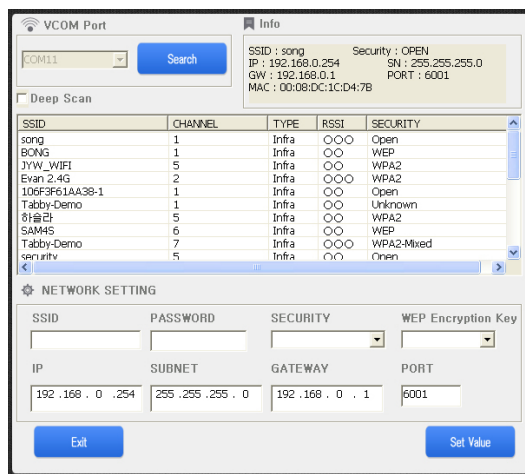 VCOM Port
Info
COM11
Search
SSID : song Security : OPEN
IP : 192.168.0.254 SN : 255.255.255.0
GW : 192.168.0.1 PORT : 6001
MAC : 00:08:DC:1C:D4:7B
Deep Scan
SSID CHANNEL TYPE RSSI SECURITY
song 1 Infra ○○○ Open
BONG 1 Infra ○○ WEP
JYW_WIFI 5 Infra ○○ WPA2
Evan 2.4G 2 Infra ○○○ WPA2
106F3F61AA38-1 1 Infra ○○ Open
Tabby-Demo 1 Infra ○○ Unknown
하슬라 5 Infra ○○ WPA2
SAM4S 6 Infra ○○ WEP
Tabby-Demo 7 Infra ○○○ WPA2-Mixed
security 5 Infra ○○ Open
NETWORK SETTING
SSID PASSWORD SECURITY WEP Encryption Key
IP SUBNET GATEWAY PORT
192 .168 . 0 .254 255 .255 .255 . 0 192 .168 . 0 . 1 6001
Exit Set Value